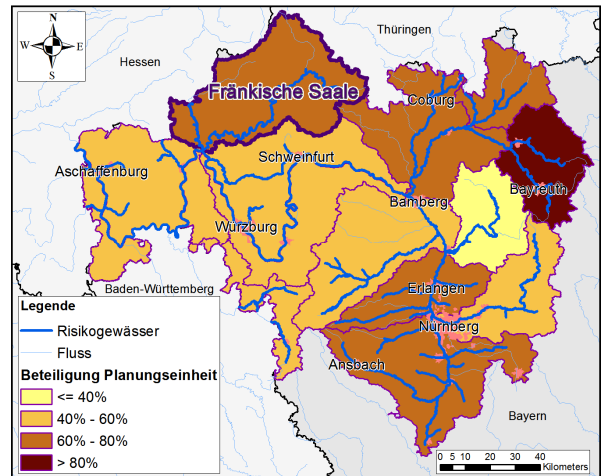 N
W E
S
Thüringen
Hessen
Fränkische Saale
Coburg
Schweinfurt
Aschaffenburg
Bayreuth
Bamberg
Würzburg
Baden-Württemberg
Erlangen
Nürnberg
Ansbach
Bayern
Legende
Risikogewässer
Fluss
Beteiligung Planungseinheit
<= 40%
40% - 60%
60% - 80%
> 80%
0 5 10 20 30 40
Kilometers